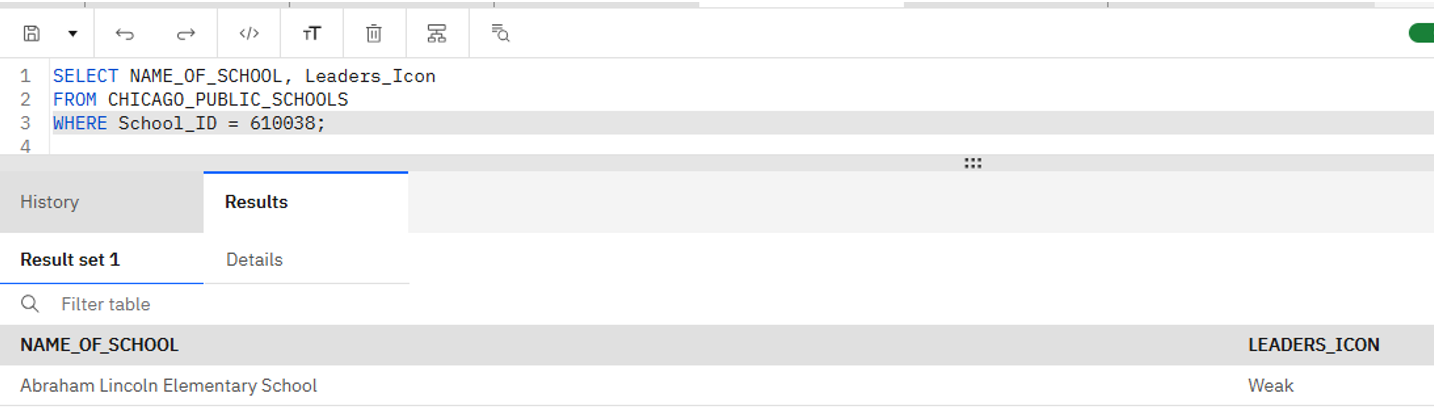 </>
TT
1 SELECT NAME_OF_SCHOOL, Leaders_Icon
2 FROM CHICAGO_PUBLIC_SCHOOLS
3 WHERE School_ID = 610038;
4
History Results
Result set 1 Details
Filter table
NAME_OF_SCHOOL LEADERS_ICON
Abraham Lincoln Elementary School Weak